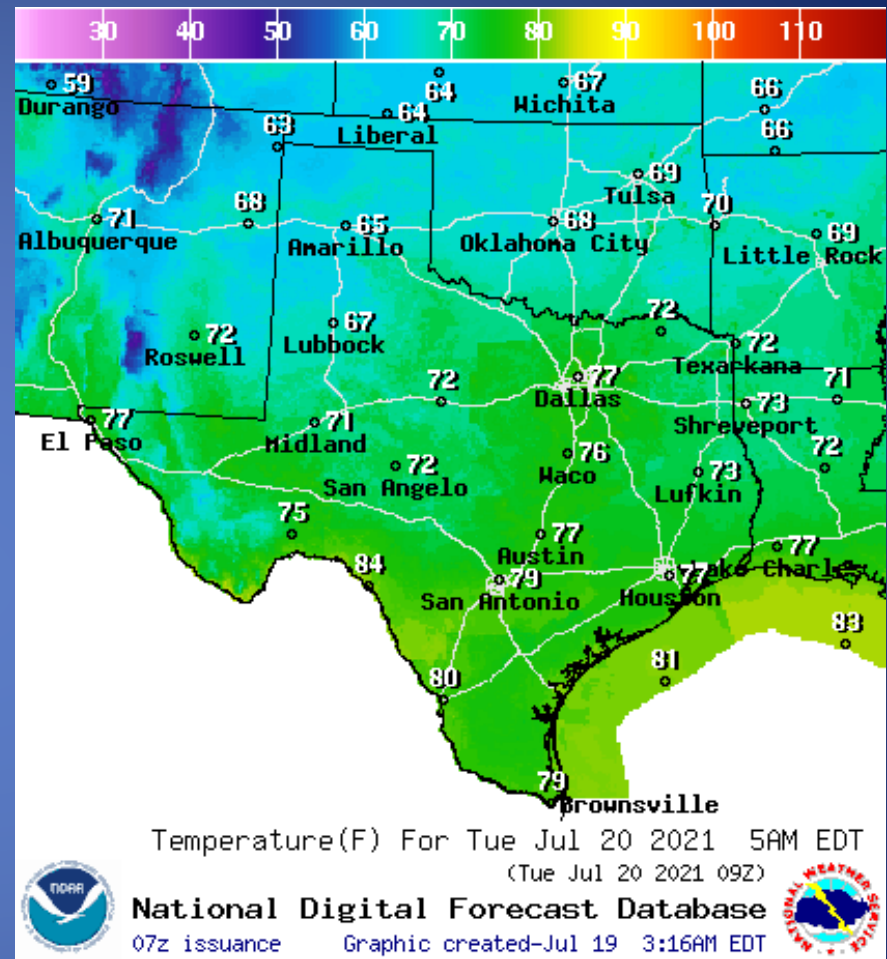 30 40 50 60 70 80 90 100 110
59
Durango
64
64
Liberal
67
Wichita
66
66
63
69
Tulsa
71
Albuquerque
68
65
Amarillo
68
Oklahoma City
70
69
Little Rock
72
Roswell
67
Lubbock
72
72
Texarkana
77
Dallas
72
71
73
Shreveport
77
El Paso
71
Midland
72
San Angelo
76
Waco
73
Lufkin
72
75
77
Austin
77
Lake Charles
84
79
San Antonio
77
Houston
83
81
80
79
Brownsville
Temperature(F) For Tue Jul 20 2021 5AM EDT
(Tue Jul 20 2021 09Z)
National Digital Forecast Database
07z issuance Graphic created-Jul 19 3:16AM EDT
NOAA
NATIONAL WEATHER SERVICE